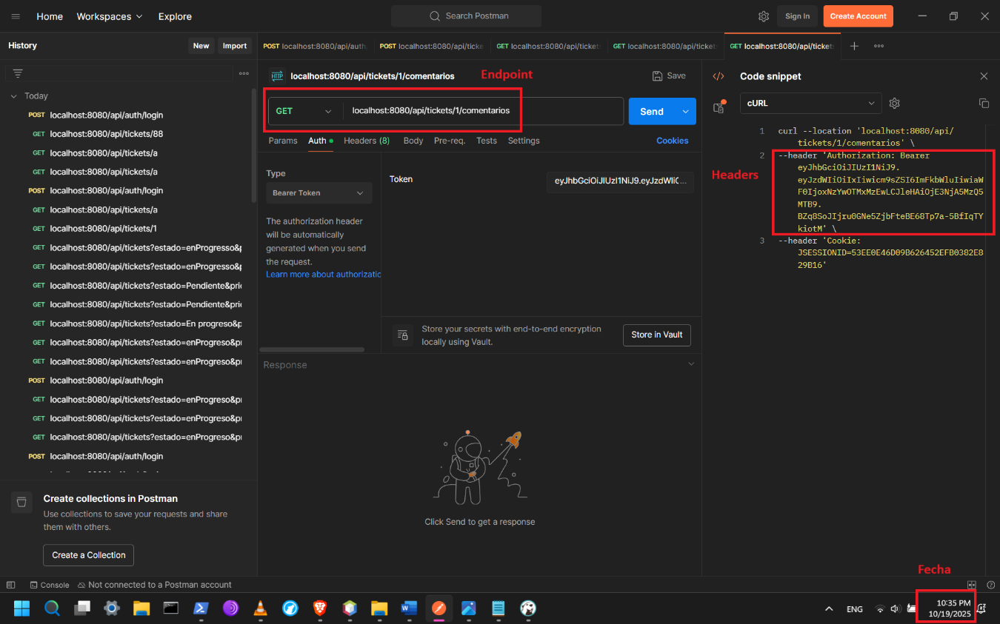 Home
Workspaces
Explore
Search Postman
Sign In
Create Account
History
New
Import
POST localhost:8080/api/auth
POST localhost:8080/api/ticke
GET localhost:8080/api/ticket
GET localhost:8080/api/ticket
GET localhost:8080/api/ticket
Today
POST localhost:8080/api/auth/login
GET localhost:8080/api/tickets/88
GET localhost:8080/api/tickets/a
GET localhost:8080/api/tickets/a
POST localhost:8080/api/auth/login
GET localhost:8080/api/tickets/a
GET localhost:8080/api/tickets/1
GET localhost:8080/api/tickets?estado=enProgresso&p
GET localhost:8080/api/tickets?estado=enProgresso&p
GET localhost:8080/api/tickets?estado=Pendiente&pri
GET localhost:8080/api/tickets?estado=Pendiente&pri
GET localhost:8080/api/tickets?estado=En progreso&p
GET localhost:8080/api/tickets?estado=enProgreso&p
GET localhost:8080/api/tickets?estado=enProgreso&p
POST localhost:8080/api/auth/login
GET localhost:8080/api/tickets?estado=enProgreso&p
GET localhost:8080/api/tickets?estado=enProgreso&p
GET localhost:8080/api/tickets?estado=enProgreso&p
POST localhost:8080/api/auth/login
Create collections in Postman
Use collections to save your requests and share
them with others.
Create a Collection
HTTP localhost:8080/api/tickets/1/comentarios
Endpoint
Save
GET
localhost:8080/api/tickets/1/comentarios
Send
Params
Auth
Headers (8)
Body
Pre-req.
Tests
Settings
Cookies
Type
Bearer Token
The authorization header
will be automatically
generated when you send
the request.
Learn more about authorizatio
Token
eyJhbGciOiJIUzI1NiJ9.eyJzdWIiO...
Store your secrets with end-to-end encryption
locally using Vault.
Store in Vault
Response
Click Send to get a response
</> Code snippet
cURL
1 curl --location 'localhost:8080/api/
tickets/1/comentarios' \
Headers
2 --header 'Authorization: Bearer
eyJhbGciOiJIUzI1NiJ9.
eyJzdWIiOiIxIiwicm9sZSI6ImFkbWluIiwiaW
F0IjoxNzYwOTMxMzEwLCJleHAiOjE3NjA5MzQ5
MTB9.
BZq8SoJIjru0GNe5ZjbFteBE68Tp7a-5BfIqTY
kiotM' \
3 --header 'Cookie:
JSESSIONID=53EE0E46D09B626452EFB0382E8
29B16'
Console
Not connected to a Postman account
Fecha
ENG
10:35 PM
10/19/2025